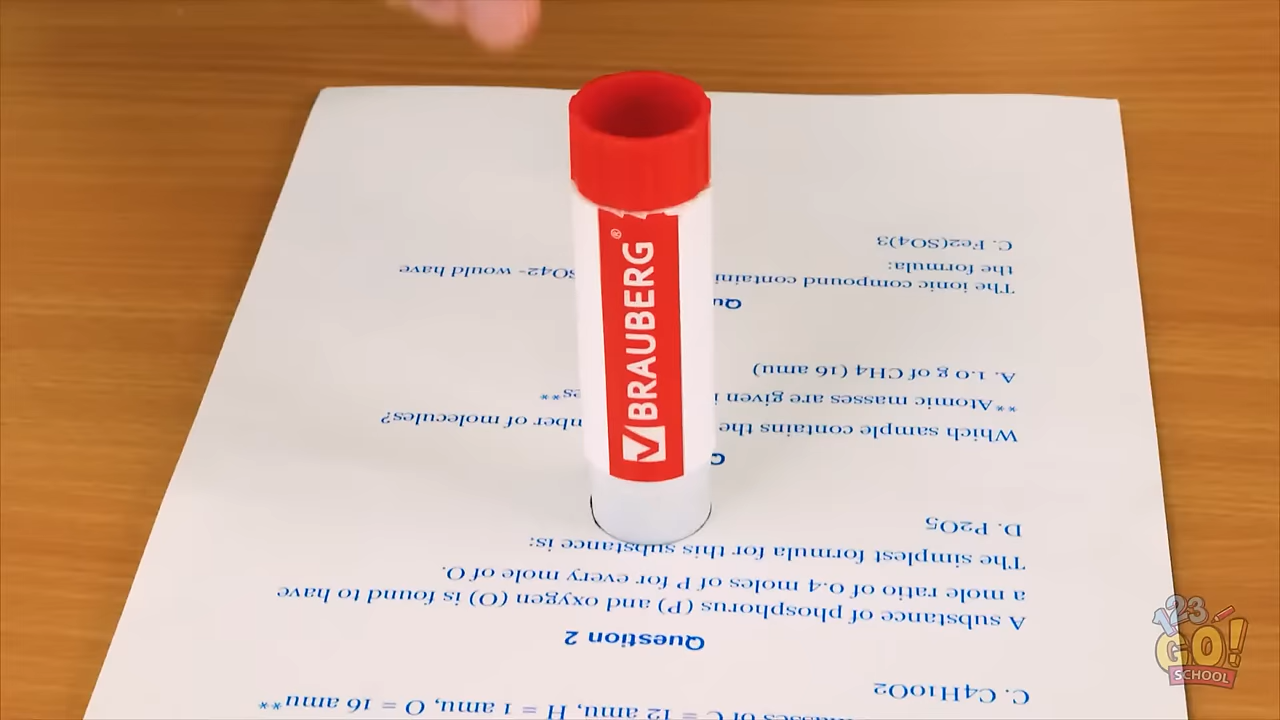 BRAUBERG®
of C = 12 amu, H = 1 amu, O = 16 amu**
C. C4H10O2
Question 2
A substance of phosphorus (P) and oxygen (O) is found to have
a mole ratio of 0.4 moles of P for every mole of O.
The simplest formula for this substance is:
D. P2O5
Which sample contains the of molecules?
**Atomic masses are given
A. 1.0 g of CH4 (16 amu)
The ionic compound SO42- would have
the formula:
C. Fe2(SO4)3
123
GO!
SCHOOL